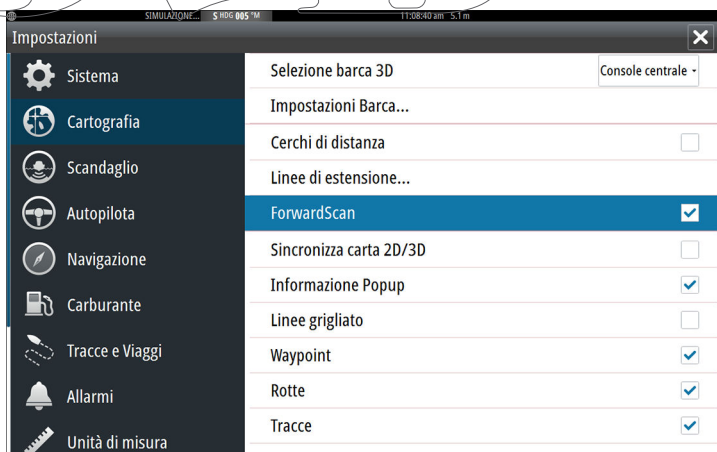 SIMULAZIONE... S HDG 005 °M 11:08:40 am 5.1 m
Impostazioni
Sistema
Cartografia
Scandaglio
Autopilota
Navigazione
Carburante
Tracce e Viaggi
Allarmi
Unità di misura
Selezione barca 3D Console centrale
Impostazioni Barca...
Cerchi di distanza
Linee di estensione...
ForwardScan
Sincronizza carta 2D/3D
Informazione Popup
Linee grigliato
Waypoint
Rotte
Tracce